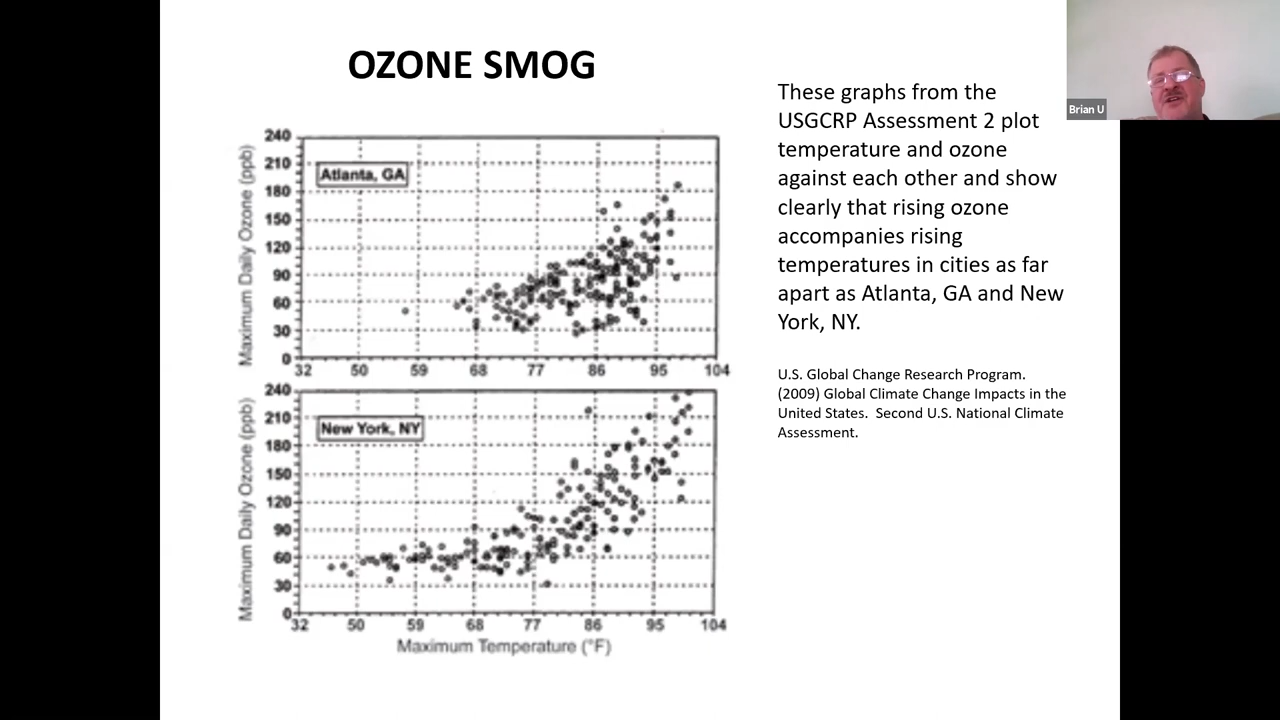 OZONE SMOG
These graphs from the
USGCRP Assessment 2 plot
temperature and ozone
against each other and show
clearly that rising ozone
accompanies rising
temperatures in cities as far
apart as Atlanta, GA and New
York, NY.
U.S. Global Change Research Program.
(2009) Global Climate Change Impacts in the
United States. Second U.S. National Climate
Assessment.
Brian U
Maximum Daily Ozone (ppb)
240
210
180
150
120
90
60
30
0
Atlanta, GA
32 50 59 68 77 86 95 104
Maximum Daily Ozone (ppb)
240
210
180
150
120
90
60
30
0
New York, NY
32 50 59 68 77 86 95 104
Maximum Temperature (°F)